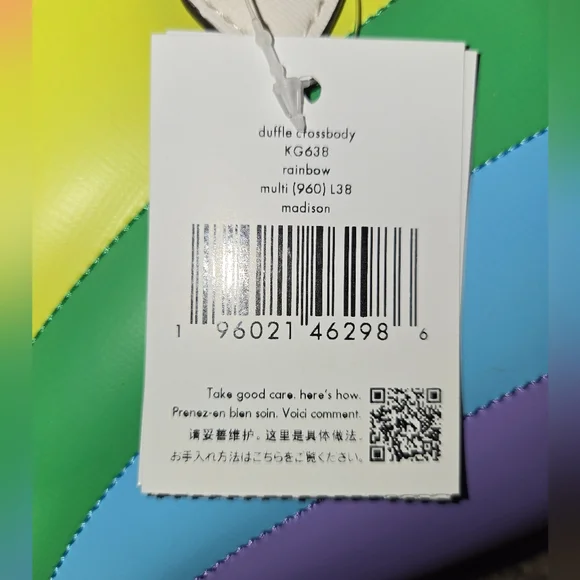 duffle crossbody
KG638
rainbow
multi (960) L38
madison
1 96021 46298 6
Take good care. here's how.
Prenez-en bien soin. Voici comment.
请妥善维护。这里是具体做法。
お手入れ方法はこちらをご覧ください。